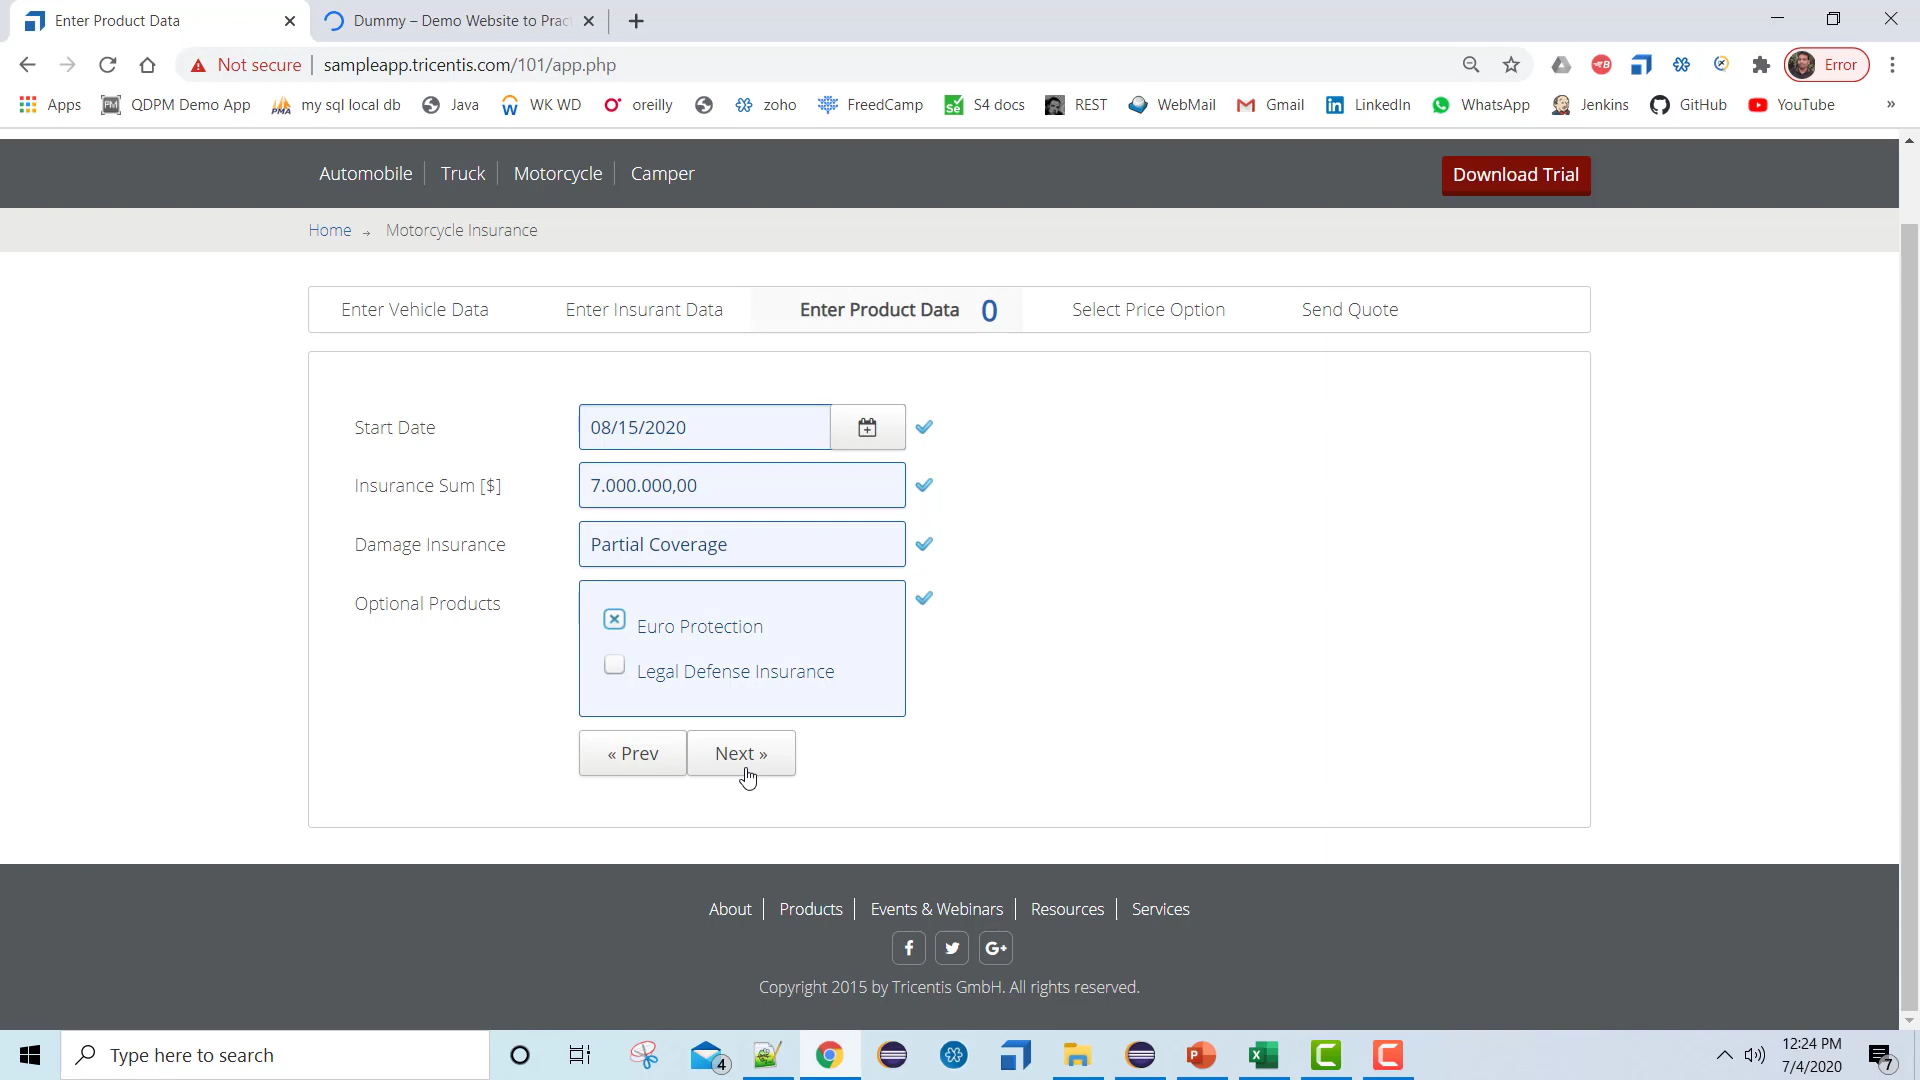 Enter Product Data
Dummy – Demo Website to Prac
Not secure
sampleapp.tricentis.com/101/app.php
Error
Apps
QDPM Demo App
my sql local db
Java
WK WD
oreilly
zoho
FreedCamp
S4 docs
REST
WebMail
Gmail
LinkedIn
WhatsApp
Jenkins
GitHub
YouTube
»
Automobile
Truck
Motorcycle
Camper
Download Trial
Home → Motorcycle Insurance
Enter Vehicle Data
Enter Insurant Data
Enter Product Data 0
Select Price Option
Send Quote
Start Date
08/15/2020
Insurance Sum [$]
7.000.000,00
Damage Insurance
Partial Coverage
Optional Products
Euro Protection
Legal Defense Insurance
« Prev
Next »
About
Products
Events & Webinars
Resources
Services
Copyright 2015 by Tricentis GmbH. All rights reserved.
Type here to search
4
12:24 PM
7/4/2020
7